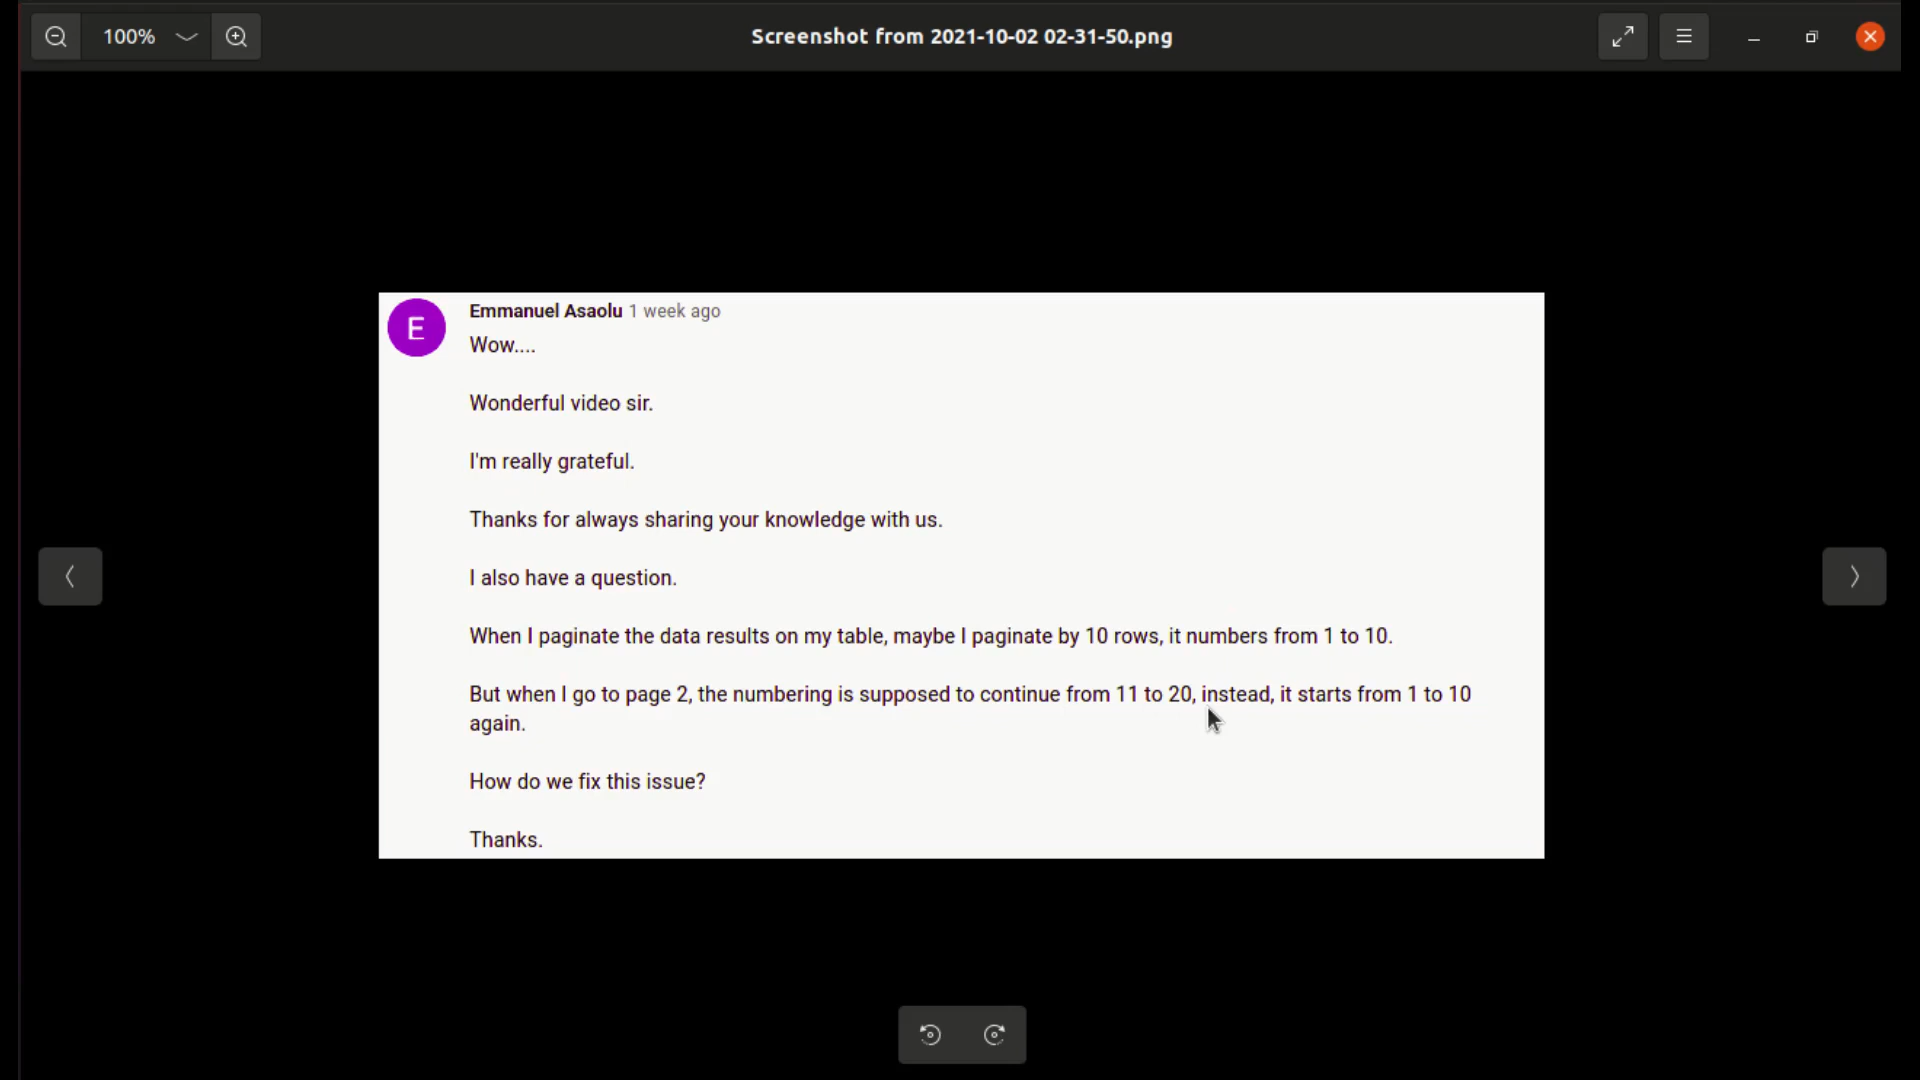 100%
Screenshot from 2021-10-02 02-31-50.png
E
Emmanuel Asaolu 1 week ago
Wow....
Wonderful video sir.
I'm really grateful.
Thanks for always sharing your knowledge with us.
I also have a question.
When I paginate the data results on my table, maybe I paginate by 10 rows, it numbers from 1 to 10.
But when I go to page 2, the numbering is supposed to continue from 11 to 20, instead, it starts from 1 to 10
again.
How do we fix this issue?
Thanks.